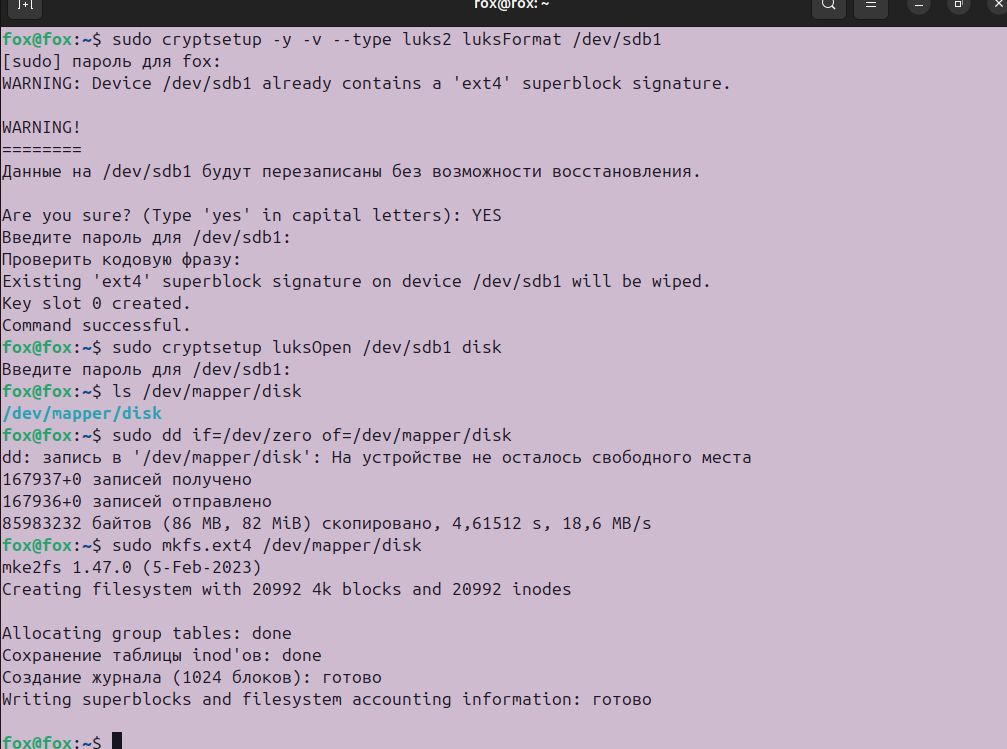 fox@fox: ~
fox@fox:~$ sudo cryptsetup -y -v --type luks2 luksFormat /dev/sdb1
[sudo] пароль для fox:
WARNING: Device /dev/sdb1 already contains a 'ext4' superblock signature.
WARNING!
========
Данные на /dev/sdb1 будут перезаписаны без возможности восстановления.
Are you sure? (Type 'yes' in capital letters): YES
Введите пароль для /dev/sdb1:
Проверить кодовую фразу:
Existing 'ext4' superblock signature on device /dev/sdb1 will be wiped.
Key slot 0 created.
Command successful.
fox@fox:~$ sudo cryptsetup luksOpen /dev/sdb1 disk
Введите пароль для /dev/sdb1:
fox@fox:~$ ls /dev/mapper/disk
/dev/mapper/disk
fox@fox:~$ sudo dd if=/dev/zero of=/dev/mapper/disk
dd: запись в '/dev/mapper/disk': На устройстве не осталось свободного места
167937+0 записей получено
167936+0 записей отправлено
85983232 байтов (86 MB, 82 MiB) скопировано, 4,61512 s, 18,6 MB/s
fox@fox:~$ sudo mkfs.ext4 /dev/mapper/disk
mke2fs 1.47.0 (5-Feb-2023)
Creating filesystem with 20992 4k blocks and 20992 inodes
Allocating group tables: done
Сохранение таблицы inod'ов: done
Создание журнала (1024 блоков): готово
Writing superblocks and filesystem accounting information: готово
fox@fox:~$